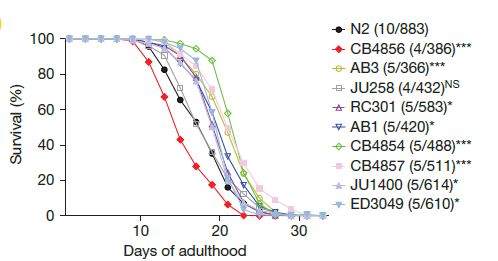 100
80
60
40
20
0
Survival (%)
10 20 30
Days of adulthood
N2 (10/883)
CB4856 (4/386)***
AB3 (5/366)***
JU258 (4/432)NS
RC301 (5/583)*
AB1 (5/420)*
CB4854 (5/488)***
CB4857 (5/511)***
JU1400 (5/614)*
ED3049 (5/610)*